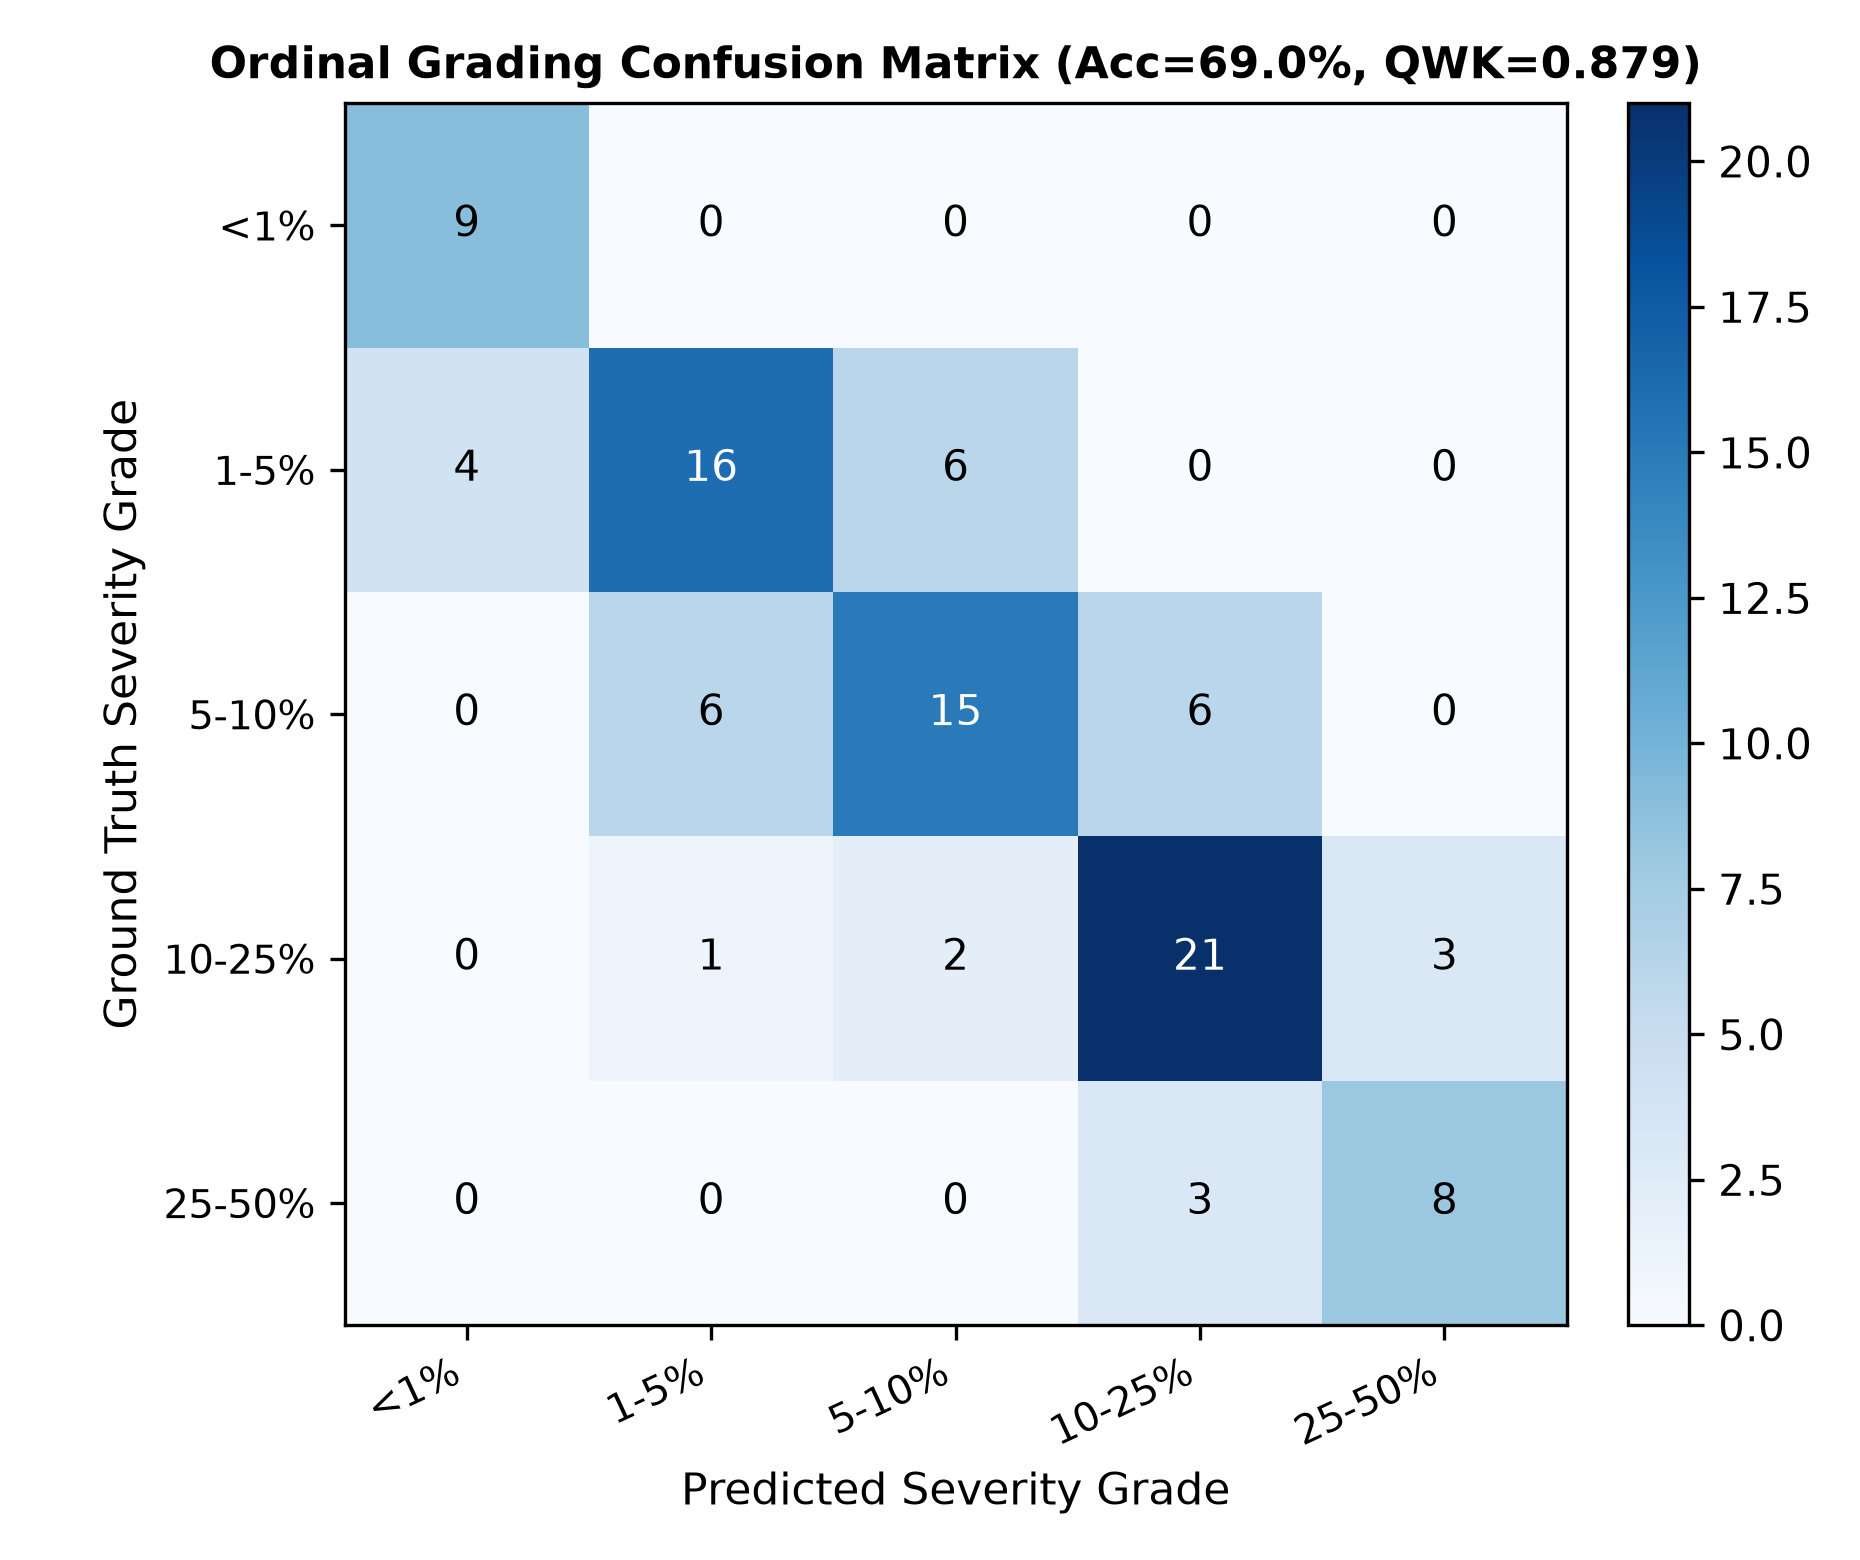 Ordinal Grading Confusion Matrix (Acc=69.0%, QWK=0.879)
Ground Truth Severity Grade
<1% 9 0 0 0 0
1-5% 4 16 6 0 0
5-10% 0 6 15 6 0
10-25% 0 1 2 21 3
25-50% 0 0 0 3 8
<1% 1-5% 5-10% 10-25% 25-50%
Predicted Severity Grade
20.0
17.5
15.0
12.5
10.0
7.5
5.0
2.5
0.0